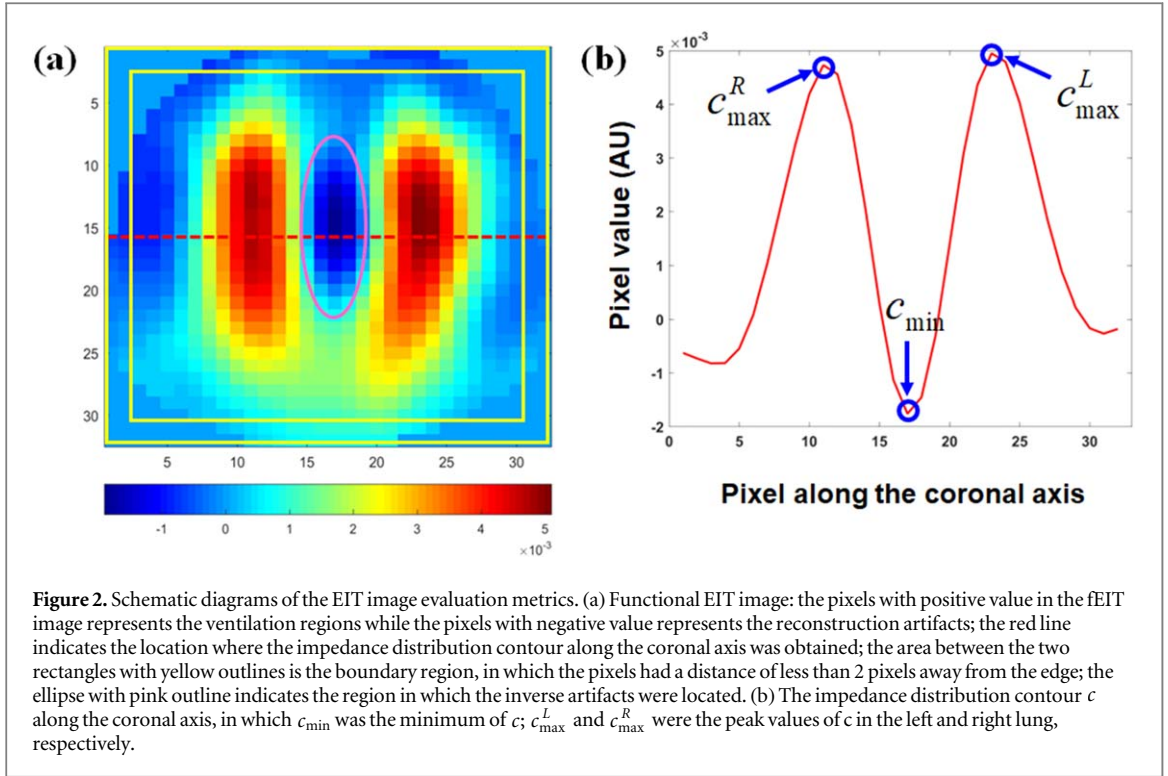 (a)
5
10
15
20
25
30
5 10 15 20 25 30
-1 0 1 2 3 4 5
×10⁻³
(b)
×10⁻³
5
4
3
2
1
0
-1
-2
0 5 10 15 20 25 30
Pixel value (AU)
c^R_max
c^L_max
c_min
Pixel along the coronal axis
Figure 2. Schematic diagrams of the EIT image evaluation metrics. (a) Functional EIT image: the pixels with positive value in the fEIT
image represents the ventilation regions while the pixels with negative value represents the reconstruction artifacts; the red line
indicates the location where the impedance distribution contour along the coronal axis was obtained; the area between the two
rectangles with yellow outlines is the boundary region, in which the pixels had a distance of less than 2 pixels away from the edge; the
ellipse with pink outline indicates the region in which the inverse artifacts were located. (b) The impedance distribution contour c
along the coronal axis, in which c_min was the minimum of c; c^L_max and c^R_max were the peak values of c in the left and right lung,
respectively.